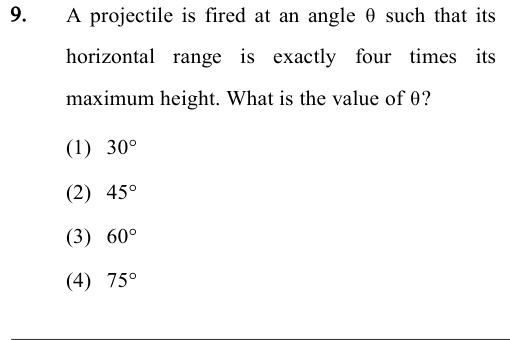 9. A projectile is fired at an angle θ such that its
horizontal range is exactly four times its
maximum height. What is the value of θ?
(1) 30°
(2) 45°
(3) 60°
(4) 75°